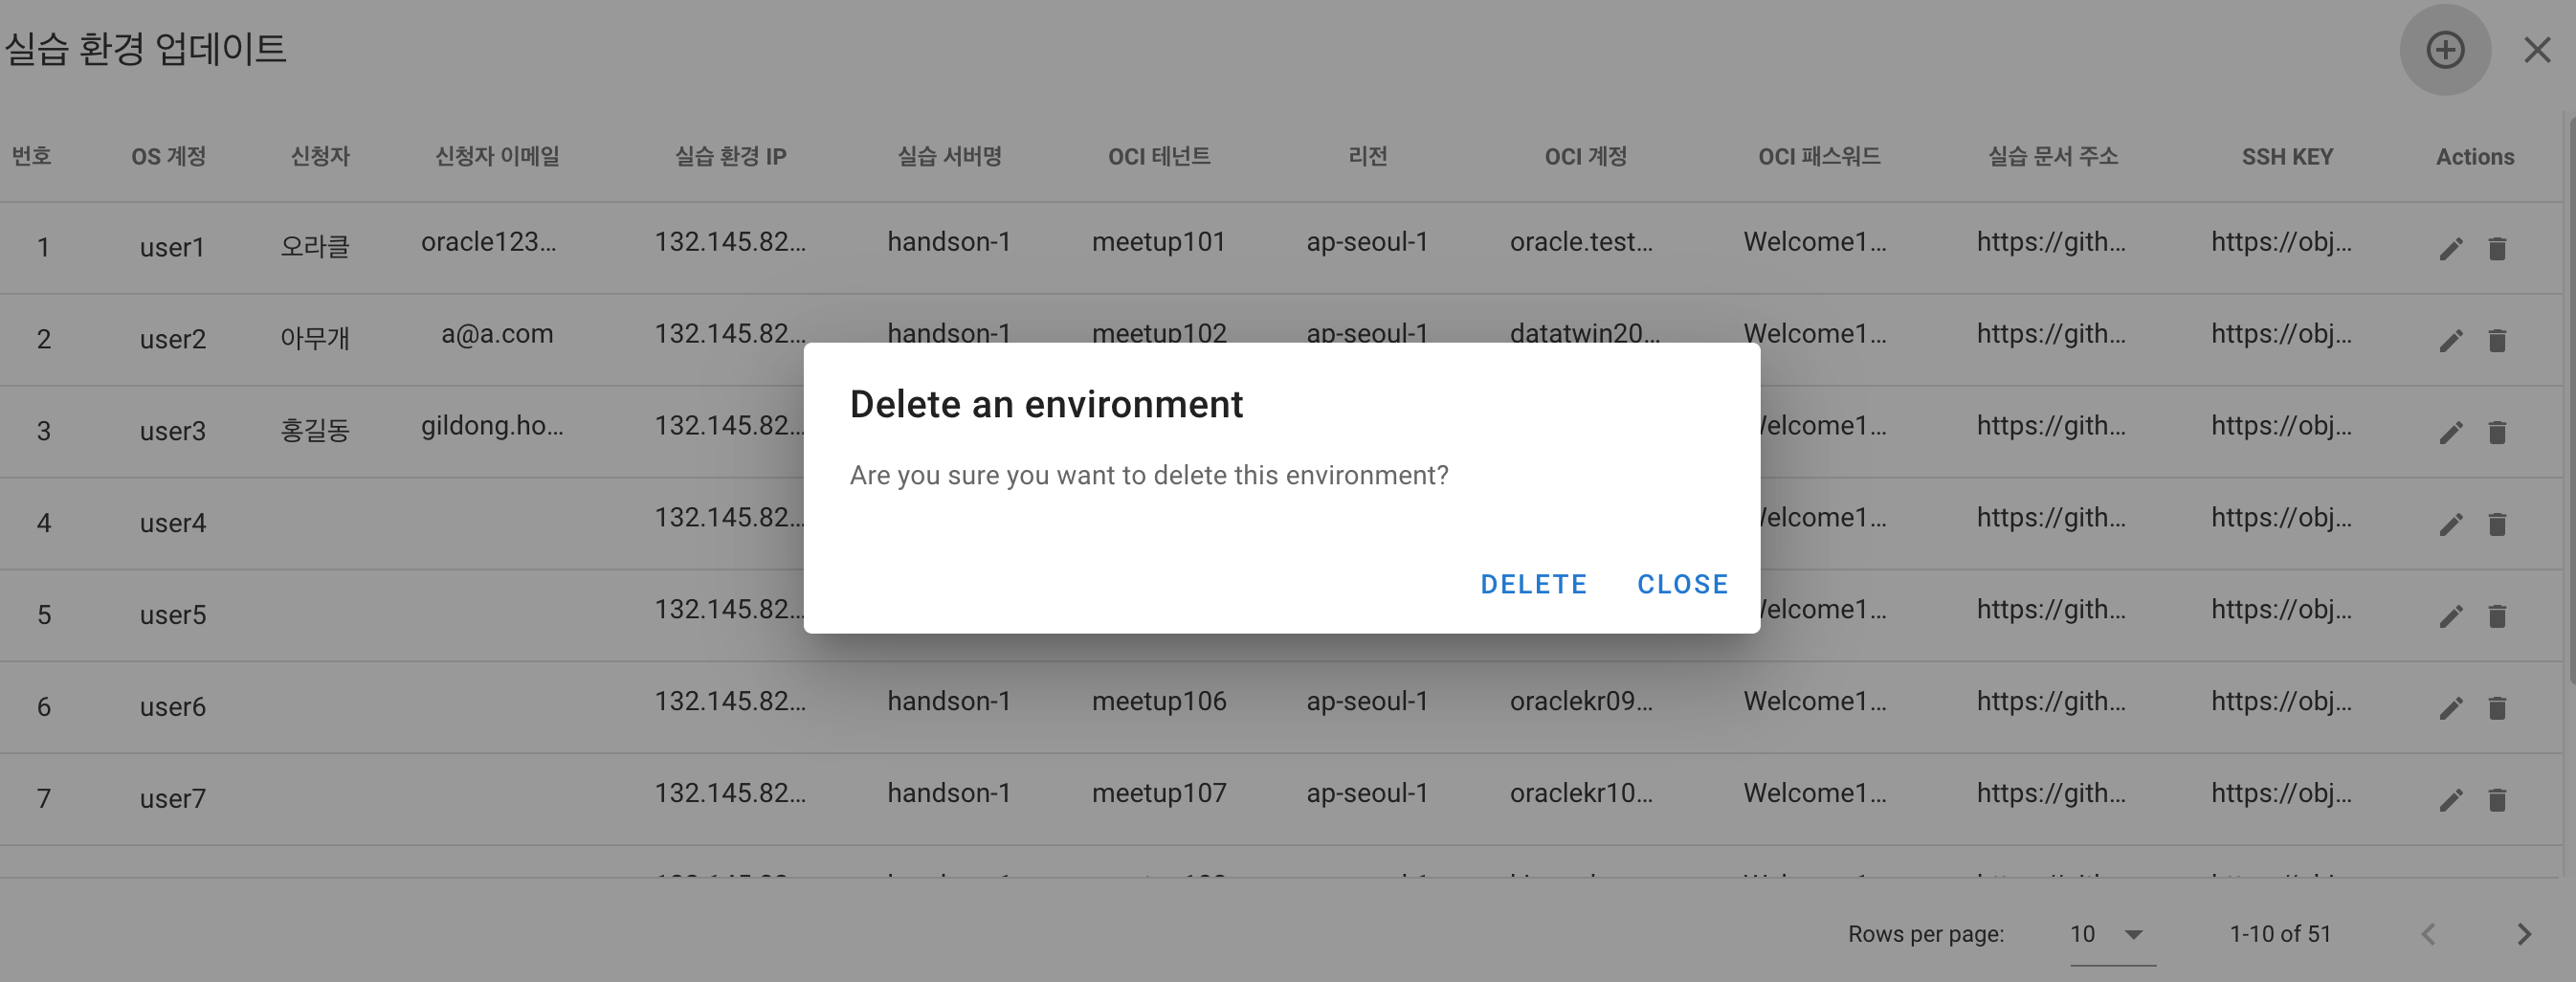 실습 환경 업데이트
번호 OS 계정 신청자 신청자 이메일 실습 환경 IP 실습 서버명 OCI 테넌트 리전 OCI 계정 OCI 패스워드 실습 문서 주소 SSH KEY Actions
1 user1 오라클 oracle123... 132.145.82... handson-1 meetup101 ap-seoul-1 oracle.test... Welcome1... https://gith... https://obj...
2 user2 아무개 a@a.com 132.145.82... handson-1 meetup102 ap-seoul-1 datatwin20... Welcome1... https://gith... https://obj...
3 user3 홍길동 gildong.ho... 132.145.82... Welcome1... https://gith... https://obj...
4 user4 132.145.82... Welcome1... https://gith... https://obj...
5 user5 132.145.82... Welcome1... https://gith... https://obj...
Delete an environment
Are you sure you want to delete this environment?
DELETE CLOSE
6 user6 132.145.82... handson-1 meetup106 ap-seoul-1 oraclekr09... Welcome1... https://gith... https://obj...
7 user7 132.145.82... handson-1 meetup107 ap-seoul-1 oraclekr10... Welcome1... https://gith... https://obj...
Rows per page: 10 1-10 of 51